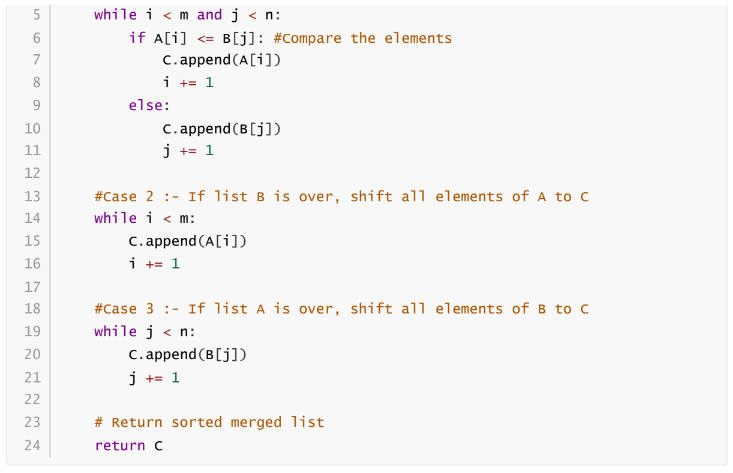 5 while i < m and j < n:
6 if A[i] <= B[j]: #Compare the elements
7 C.append(A[i])
8 i += 1
9 else:
10 C.append(B[j])
11 j += 1
12
13 #Case 2 :- If list B is over, shift all elements of A to C
14 while i < m:
15 C.append(A[i])
16 i += 1
17
18 #Case 3 :- If list A is over, shift all elements of B to C
19 while j < n:
20 C.append(B[j])
21 j += 1
22
23 # Return sorted merged list
24 return C